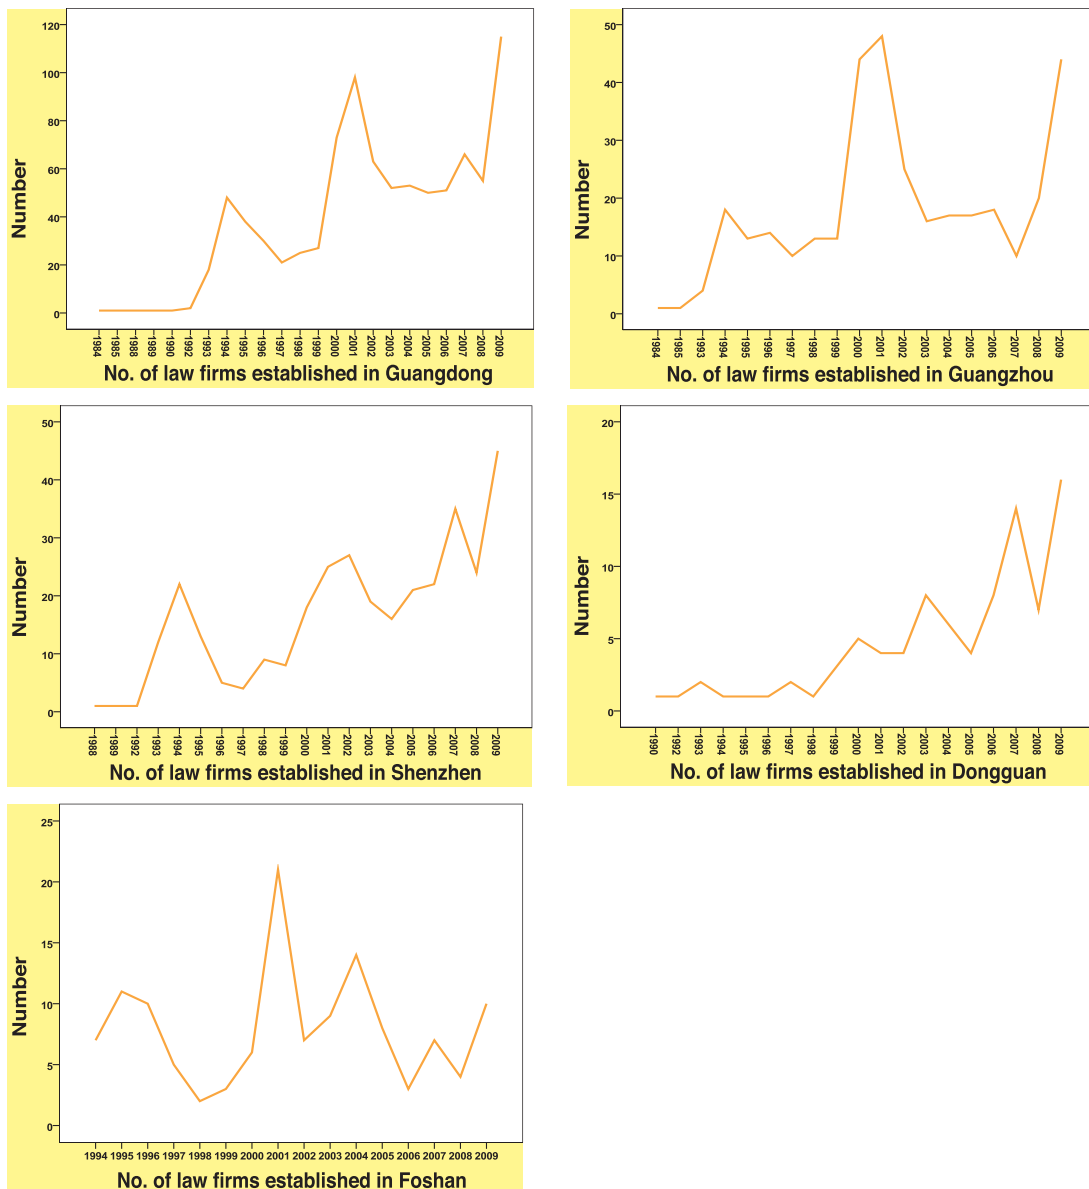 120
100
80
60
40
20
0
Number
1984 1985 1988 1989 1990 1992 1993 1994 1995 1996 1997 1998 1999 2000 2001 2002 2003 2004 2005 2006 2007 2008 2009
No. of law firms established in Guangdong
50
40
30
20
10
0
Number
1984 1985 1993 1994 1995 1996 1997 1998 1999 2000 2001 2002 2003 2004 2005 2006 2007 2008 2009
No. of law firms established in Guangzhou
50
40
30
20
10
0
Number
1988 1989 1992 1993 1994 1995 1996 1997 1998 1999 2000 2001 2002 2003 2004 2005 2006 2007 2008 2009
No. of law firms established in Shenzhen
20
15
10
5
0
Number
1990 1992 1993 1994 1995 1996 1997 1998 1999 2000 2001 2002 2003 2004 2005 2006 2007 2008 2009
No. of law firms established in Dongguan
25
20
15
10
5
0
Number
1994 1995 1996 1997 1998 1999 2000 2001 2002 2003 2004 2005 2006 2007 2008 2009
No. of law firms established in Foshan